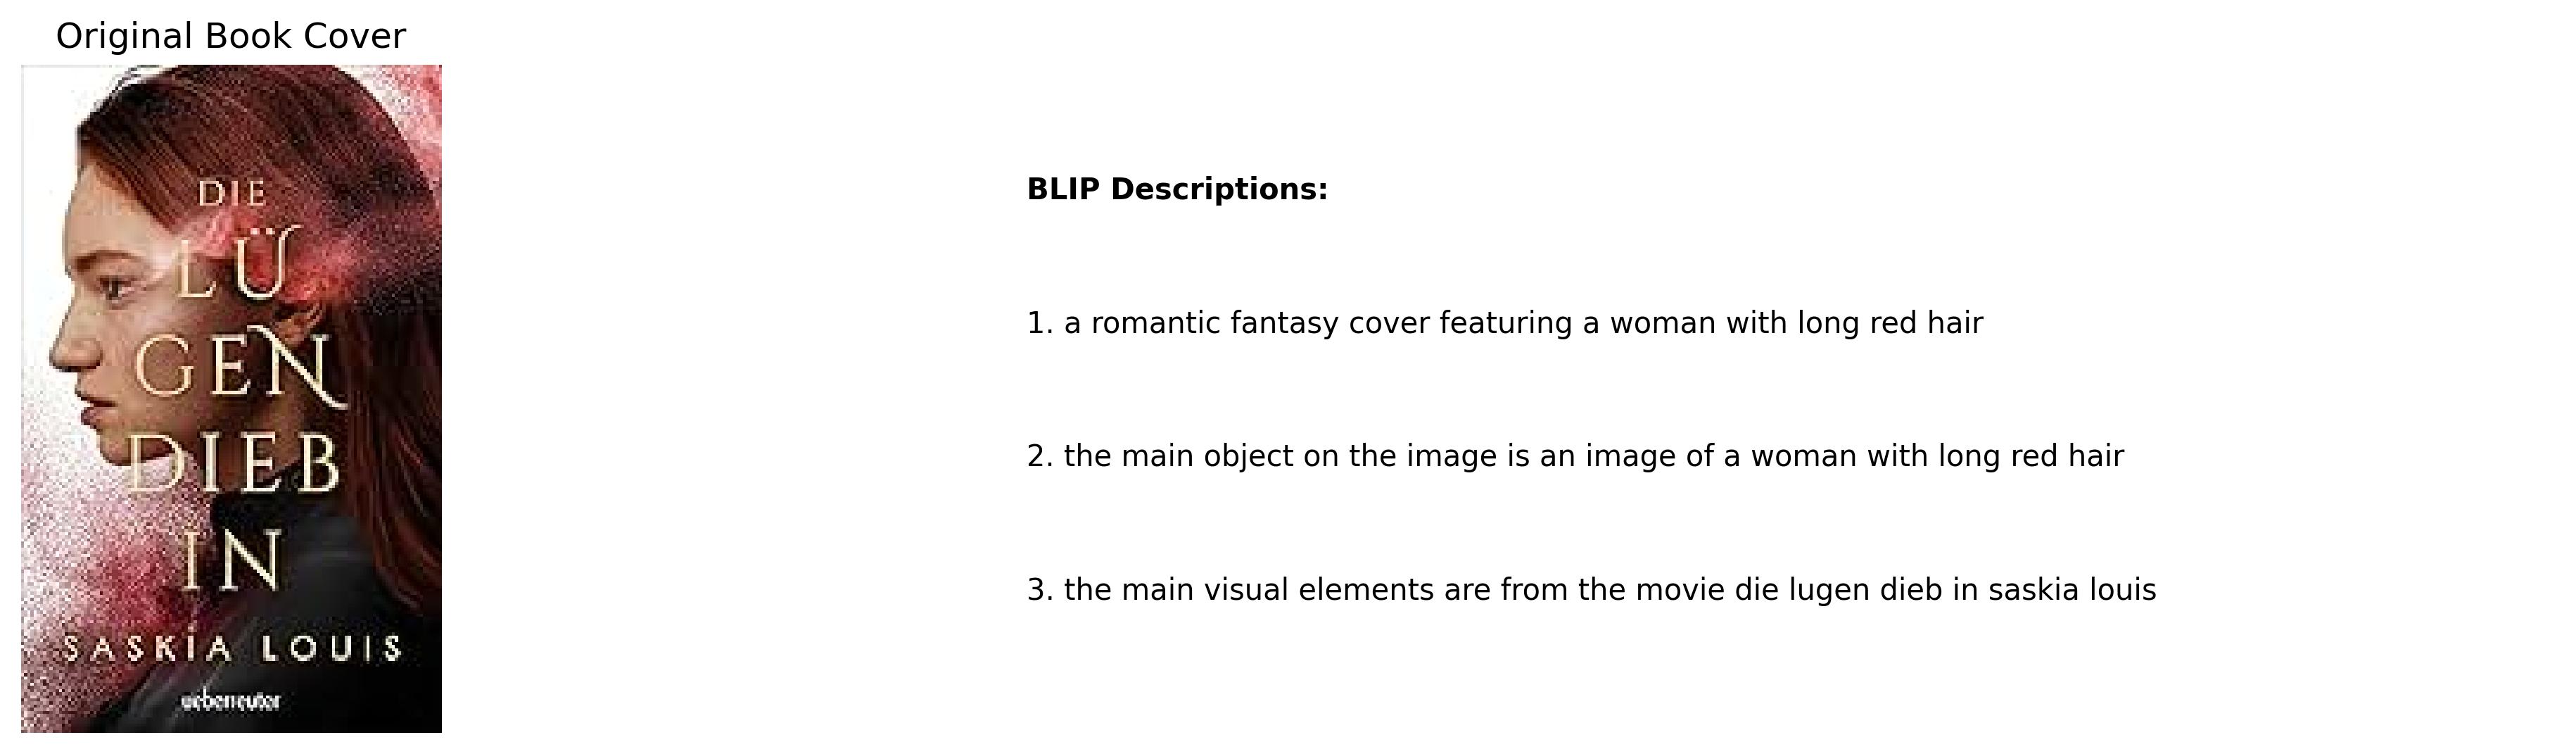 Original Book Cover
DIE
LÜ
GEN
DIEB
IN
SASKIA LOUIS
ueberreuter
BLIP Descriptions:
1. a romantic fantasy cover featuring a woman with long red hair
2. the main object on the image is an image of a woman with long red hair
3. the main visual elements are from the movie die lugen dieb in saskia louis